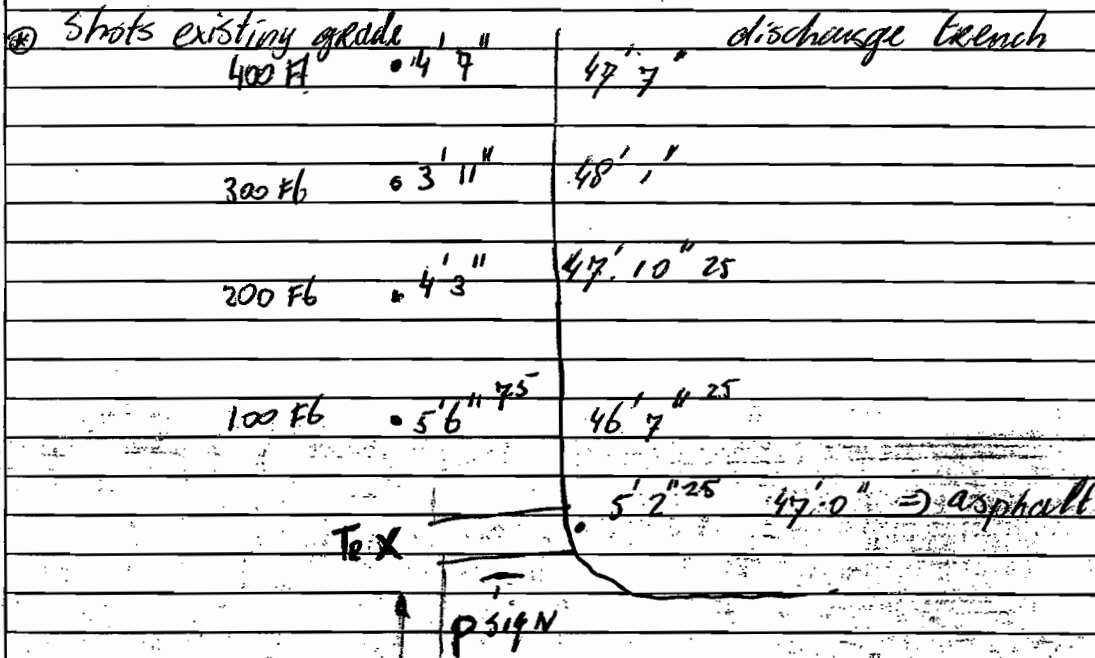 ⊛ Shots existing grade discharge trench
400 Ft • 4' 7" 47' 7"
300 Ft • 3' 11" 48' 1"
200 Ft • 4' 3" 47' 10" 25
100 Ft • 5' 6" 75 46' 7" 25
5' 2" 25 47' 0" => asphalt
X
P sign